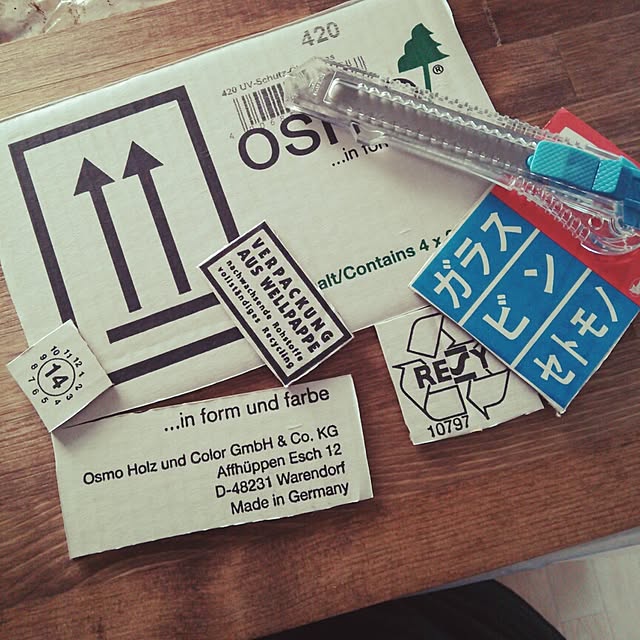 420
420 UV-Schutz
®
OSM
...in for
alt/Contains 4 x
VERPACKUNG
AUS WELLPAPPE
nachwachsende Rohstoffe
vollständiges Recycling
ガラス
ビン
セトモノ
RESY
10797
10 11 12 1
9 14 2
8 7 6 5 4 3
...in form und farbe
Osmo Holz und Color GmbH & Co. KG
Affhüppen Esch 12
D-48231 Warendorf
Made in Germany